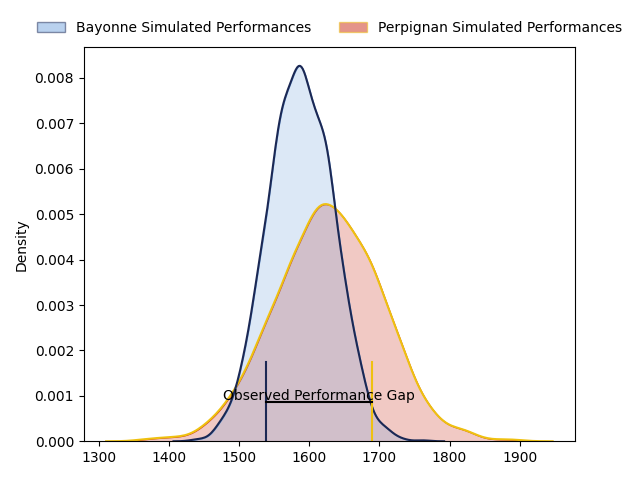 Bayonne Simulated Performances Perpignan Simulated Performances
0.008
0.007
0.006
0.005
0.004
0.003
0.002
0.001
0.000
Density
Observed Performance Gap
1300 1400 1500 1600 1700 1800 1900